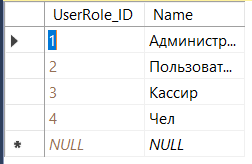 UserRole_ID Name
1 Администр...
2 Пользоват...
3 Кассир
4 Чел
NULL NULL